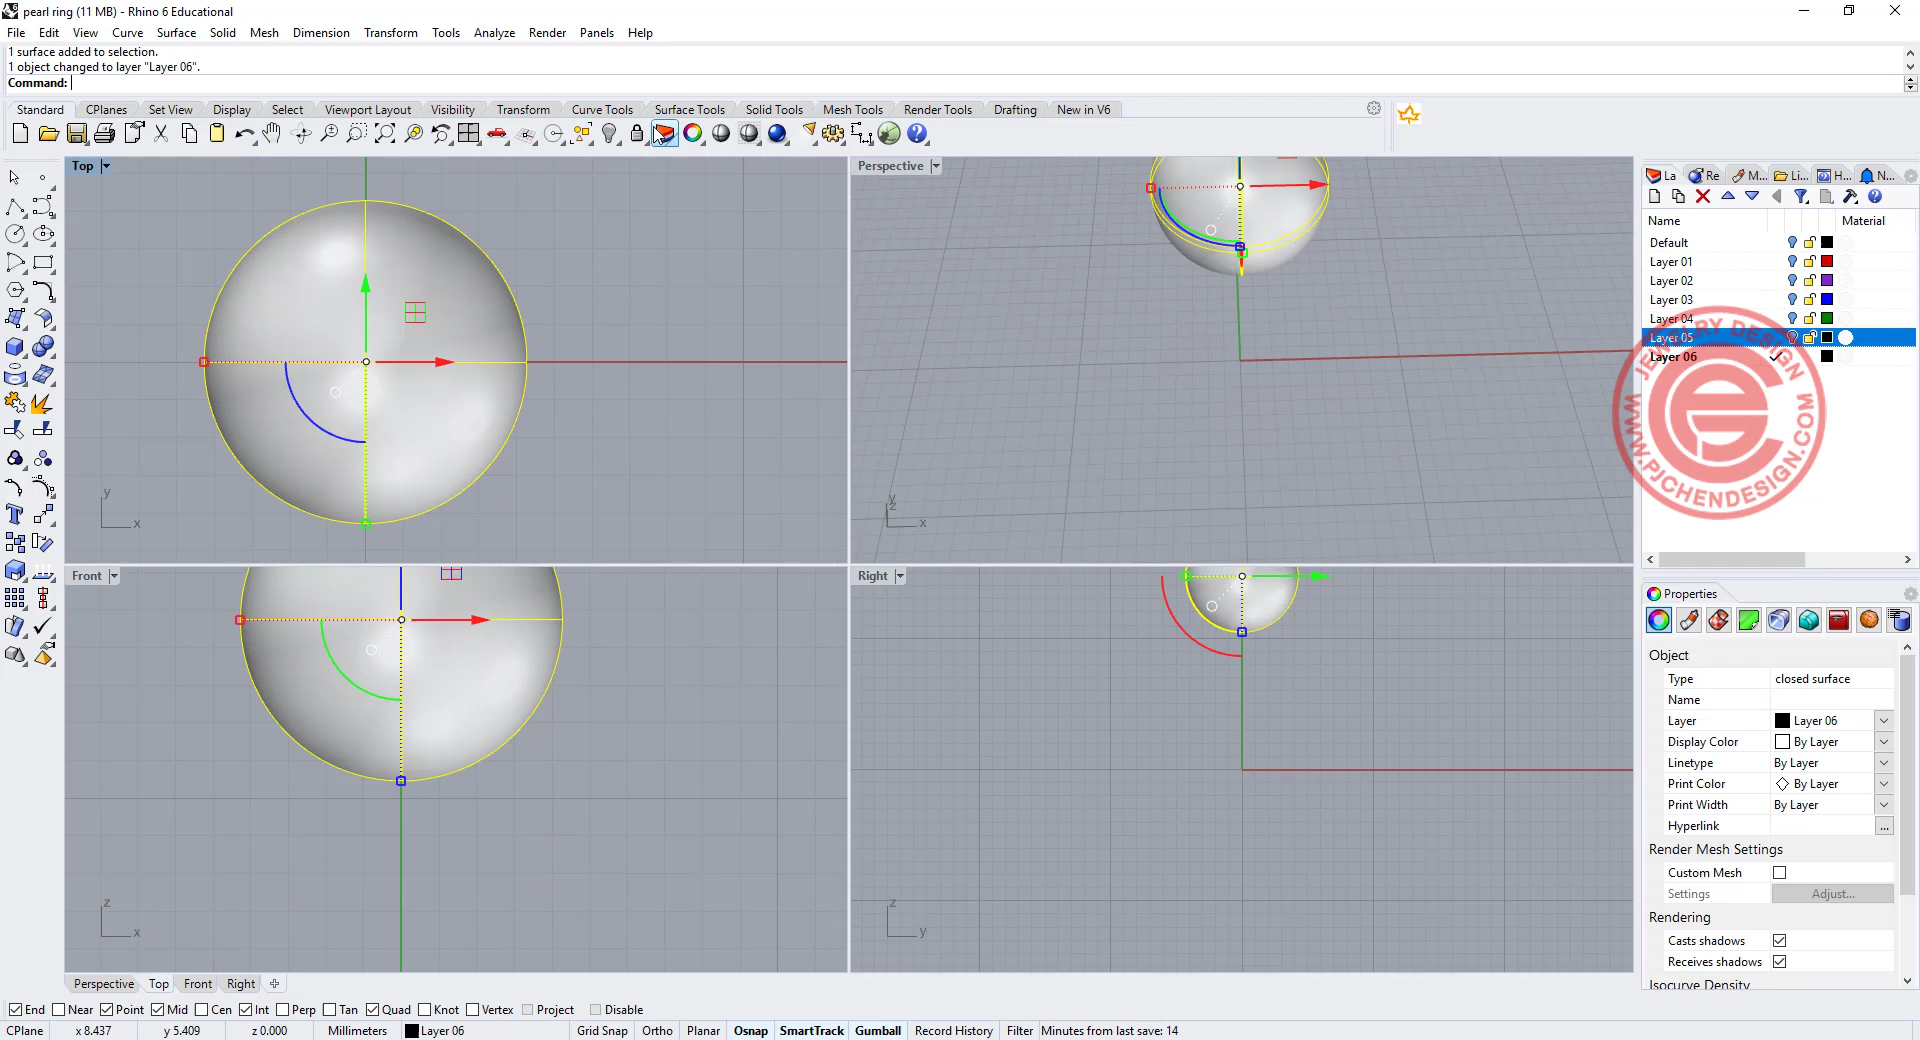 pearl ring (11 MB) - Rhino 6 Educational
File Edit View Curve Surface Solid Mesh Dimension Transform Tools Analyze Render Panels Help
1 surface added to selection.
1 object changed to layer "Layer 06".
Command:
Standard CPlanes Set View Display Select Viewport Layout Visibility Transform Curve Tools Surface Tools Solid Tools Mesh Tools Render Tools Drafting New in V6
Top
Perspective
La Re M... Li... H... N...
Name Material
Default
Layer 01
Layer 02
Layer 03
Layer 04
Layer 05
Layer 06
JEWELRY DESIGN
WWW.PJCHENDESIGN.COM
y
x
y
z
x
Front
Right
Properties
Object
Type closed surface
Name
Layer Layer 06
Display Color By Layer
Linetype By Layer
Print Color By Layer
Print Width By Layer
Hyperlink ...
Render Mesh Settings
Custom Mesh
Settings Adjust...
Rendering
Casts shadows
Receives shadows
Isocurve Density
z
x
z
y
Perspective Top Front Right
End Near Point Mid Cen Int Perp Tan Quad Knot Vertex Project Disable
CPlane x 8.437 y 5.409 z 0.000 Millimeters Layer 06 Grid Snap Ortho Planar Osnap SmartTrack Gumball Record History Filter Minutes from last save: 14